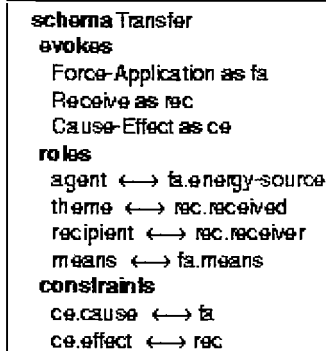 schema Transfer
evokes
Force-Application as fa
Receive as rec
Cause-Effect as ce
roles
agent ⟷ fa.energy-source
theme ⟷ rec.received
recipient ⟷ rec.receiver
means ⟷ fa.means
constraints
ce.cause ⟷ fa
ce.effect ⟷ rec